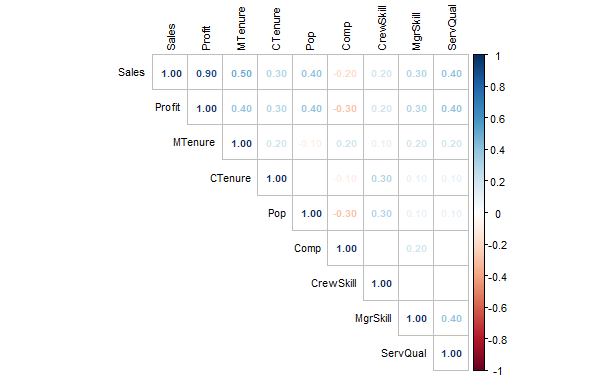 Sales
Profit
MTenure
CTenure
Pop
Comp
CrewSkill
MgrSkill
ServQual
Sales 1.00 0.90 0.50 0.30 0.40 -0.20 0.20 0.30 0.40
Profit 1.00 0.40 0.30 0.40 -0.30 0.20 0.30 0.40
MTenure 1.00 0.20 -0.10 0.20 0.10 0.20 0.20
CTenure 1.00 -0.10 0.30 0.10 0.10
Pop 1.00 -0.30 0.30 0.10 0.10
Comp 1.00 0.20
CrewSkill 1.00
MgrSkill 1.00 0.40
ServQual 1.00
1
0.8
0.6
0.4
0.2
0
-0.2
-0.4
-0.6
-0.8
-1